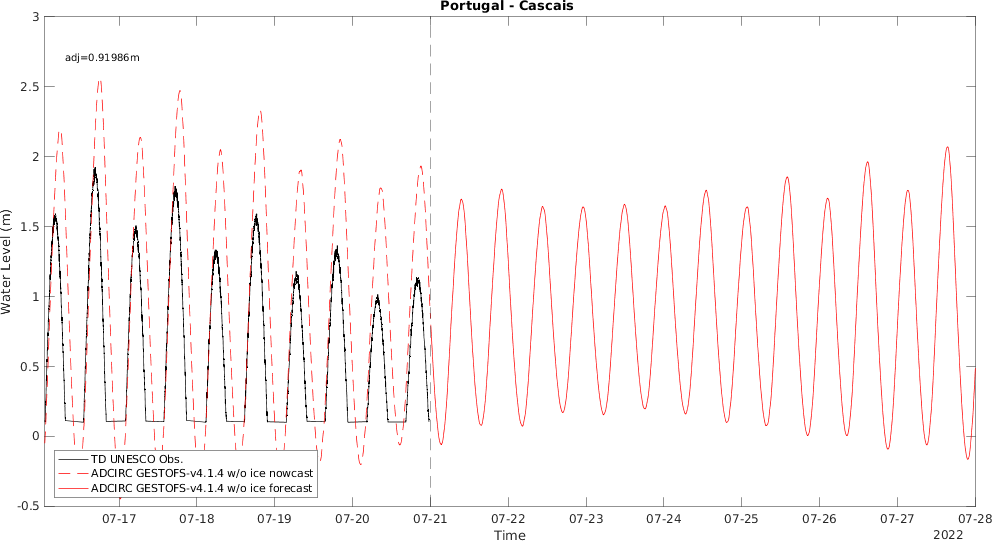 Portugal - Cascais
3
adj=0.91986m
2.5
2
1.5
1
0.5
0
-0.5
Water Level (m)
TD UNESCO Obs.
ADCIRC GESTOFS-v4.1.4 w/o ice nowcast
ADCIRC GESTOFS-v4.1.4 w/o ice forecast
07-17 07-18 07-19 07-20 07-21 07-22 07-23 07-24 07-25 07-26 07-27 07-28
Time
2022